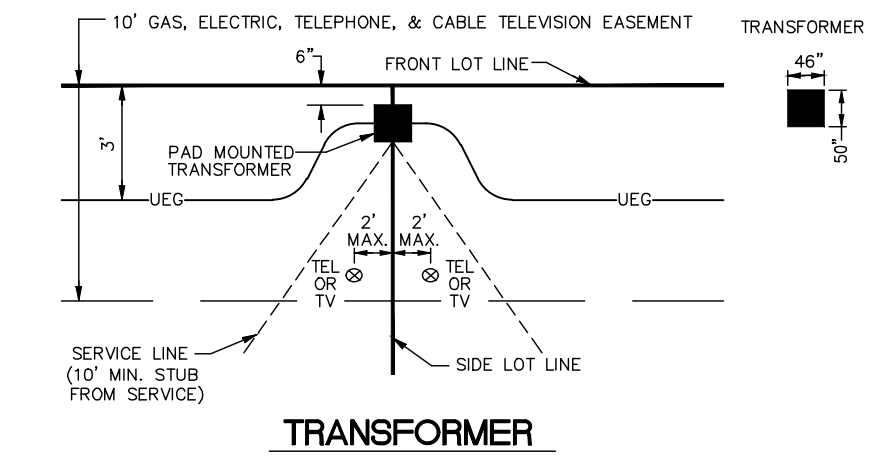 10' GAS, ELECTRIC, TELEPHONE, & CABLE TELEVISION EASEMENT
TRANSFORMER
6"
FRONT LOT LINE
46"
3'
50"
PAD MOUNTED
TRANSFORMER
UEG
UEG
2'
MAX.
2'
MAX.
TEL
OR
TV
TEL
OR
TV
SERVICE LINE
(10' MIN. STUB
FROM SERVICE)
SIDE LOT LINE
TRANSFORMER